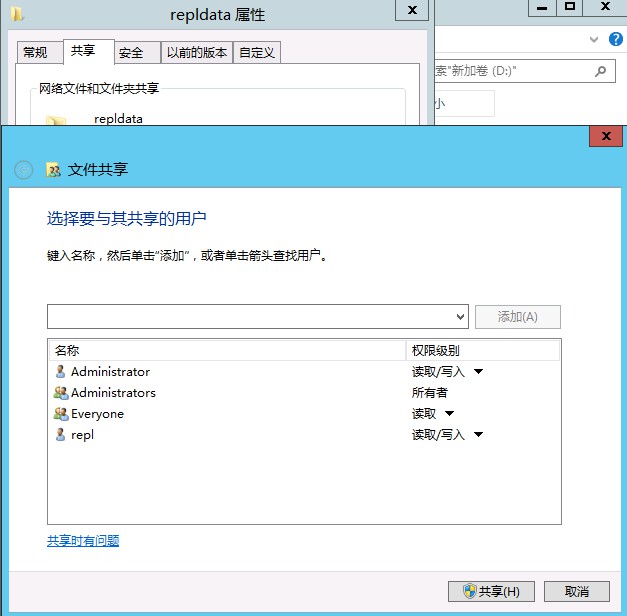 repldata 属性
常规 共享 安全 以前的版本 自定义
网络文件和文件夹共享
repldata
索"新加卷 (D:)"
小
文件共享
选择要与其共享的用户
键入名称，然后单击"添加"，或者单击箭头查找用户。
添加(A)
名称 权限级别
Administrator 读取/写入
Administrators 所有者
Everyone 读取
repl 读取/写入
共享时有问题
共享(H) 取消